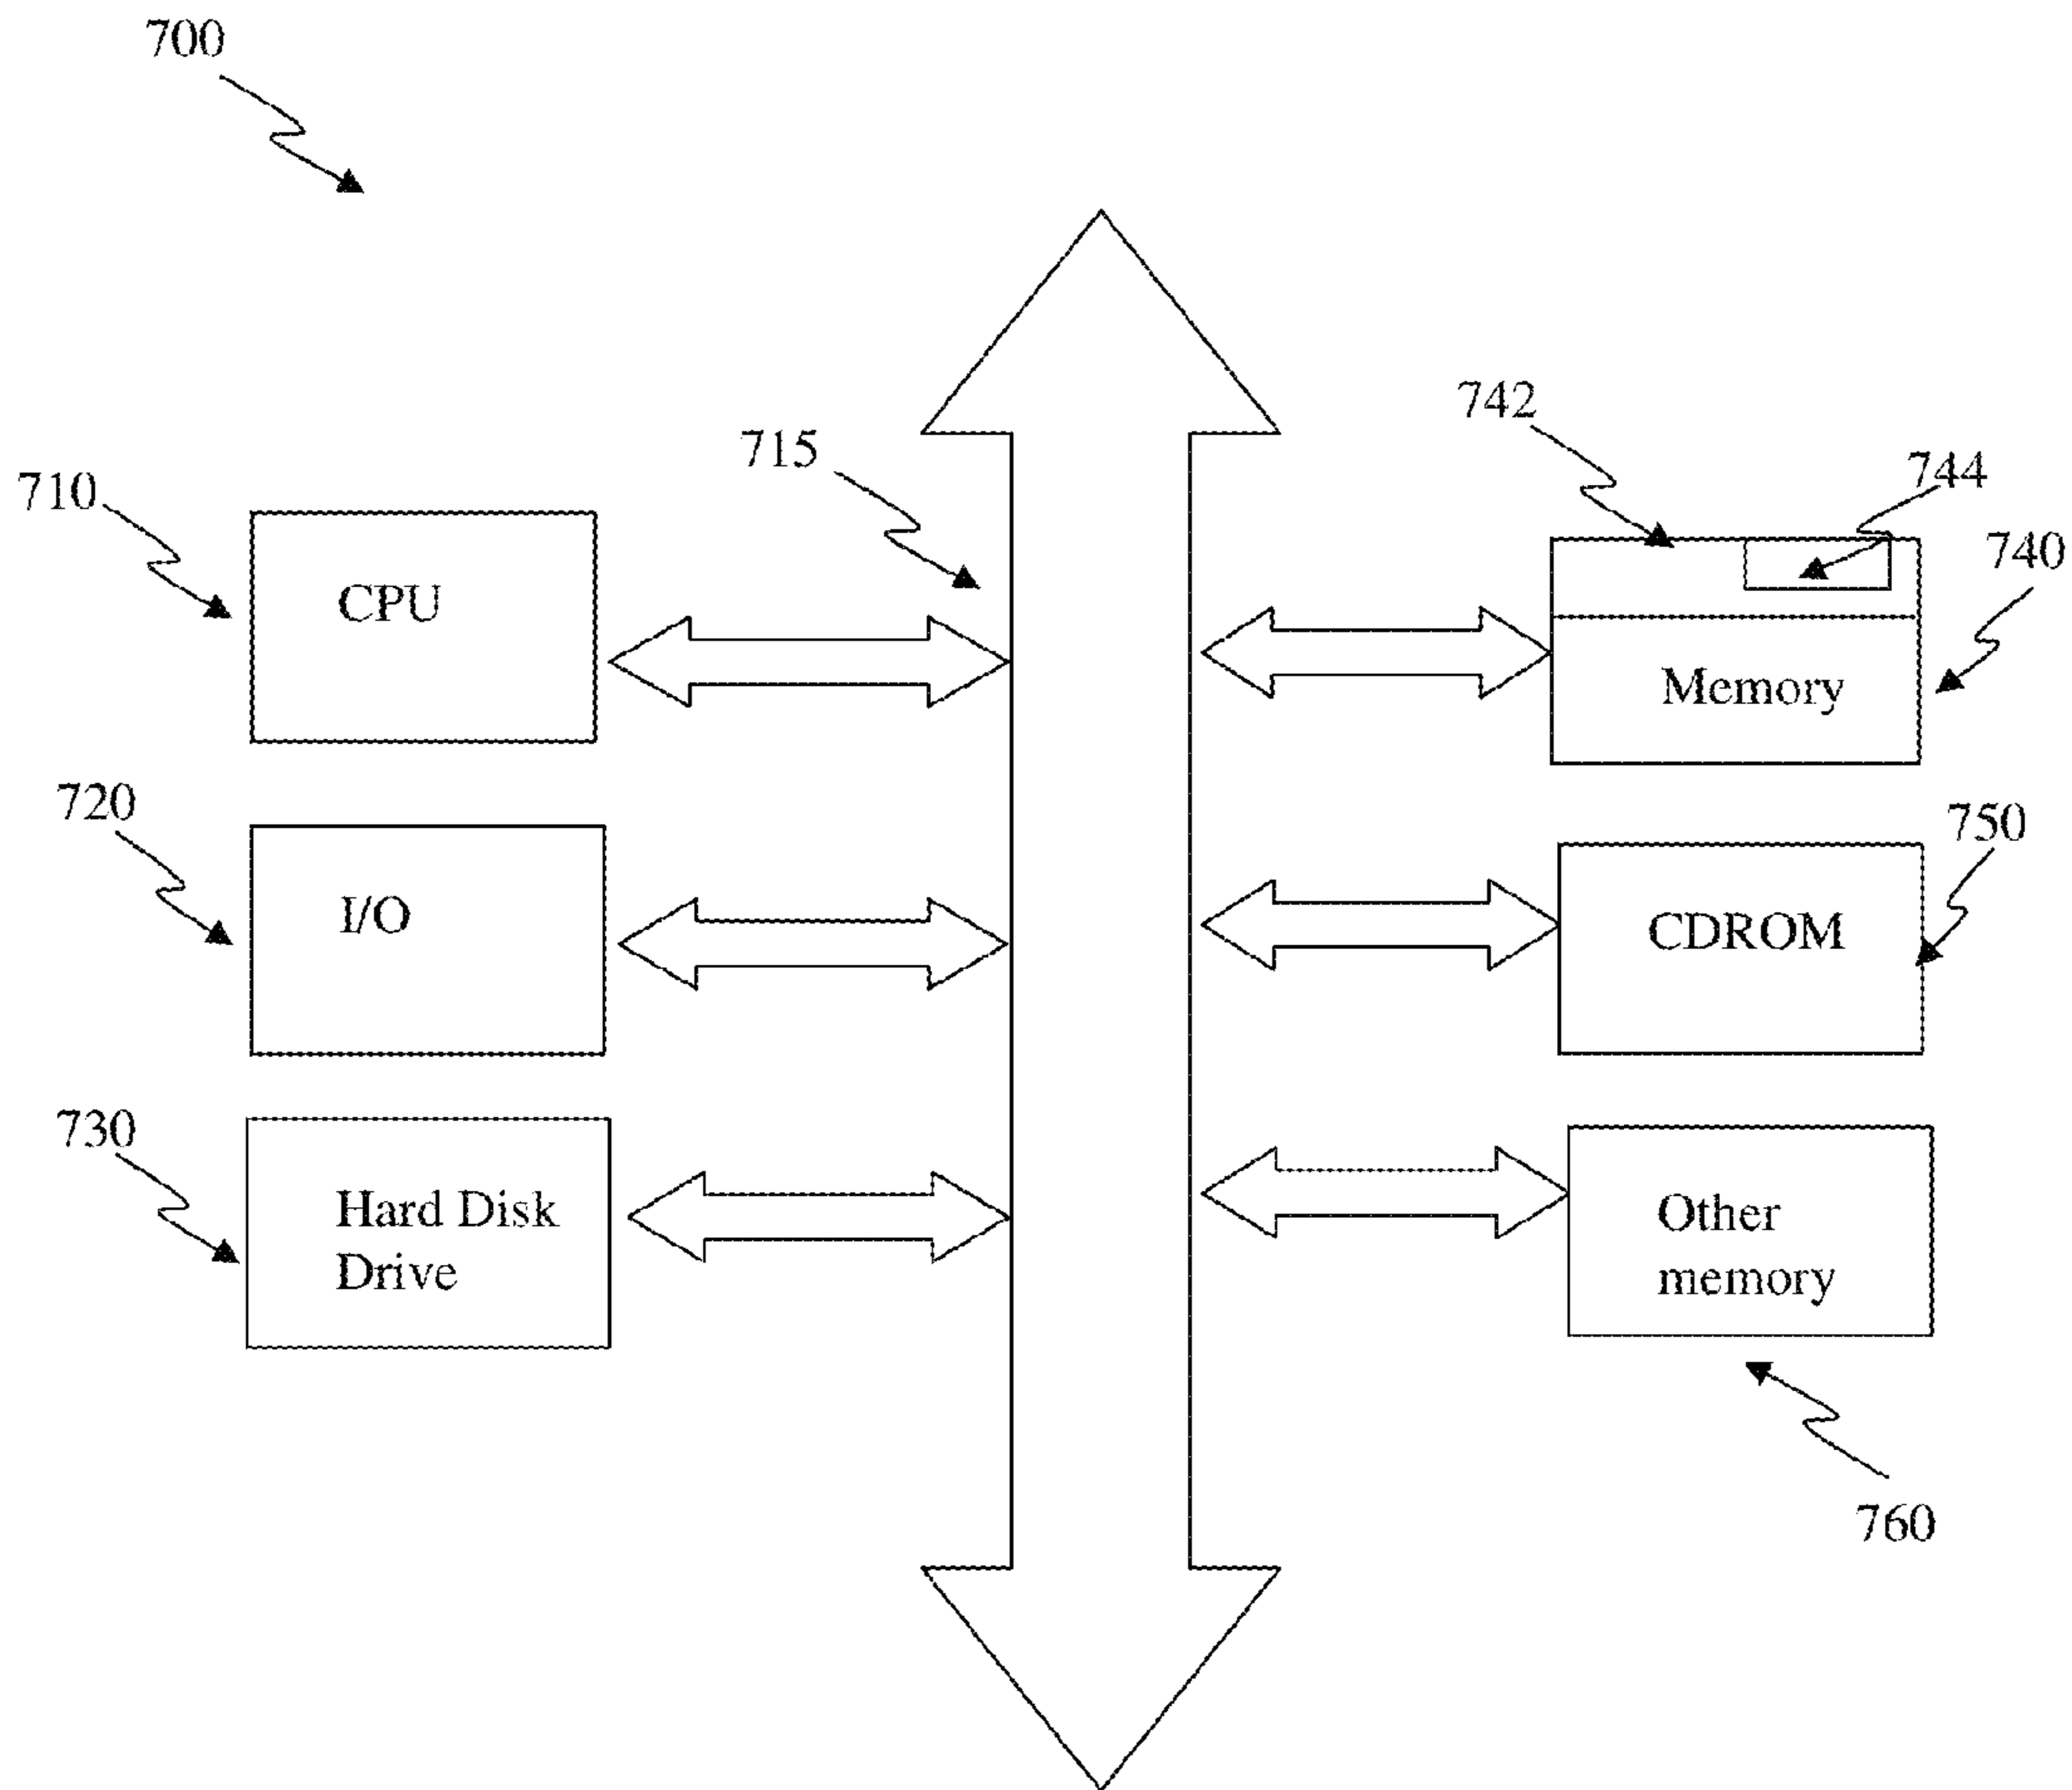 700
742
715
744
710
740
CPU
Memory
720
750
I/O
CDROM
730
Hard Disk
Drive
Other
memory
760